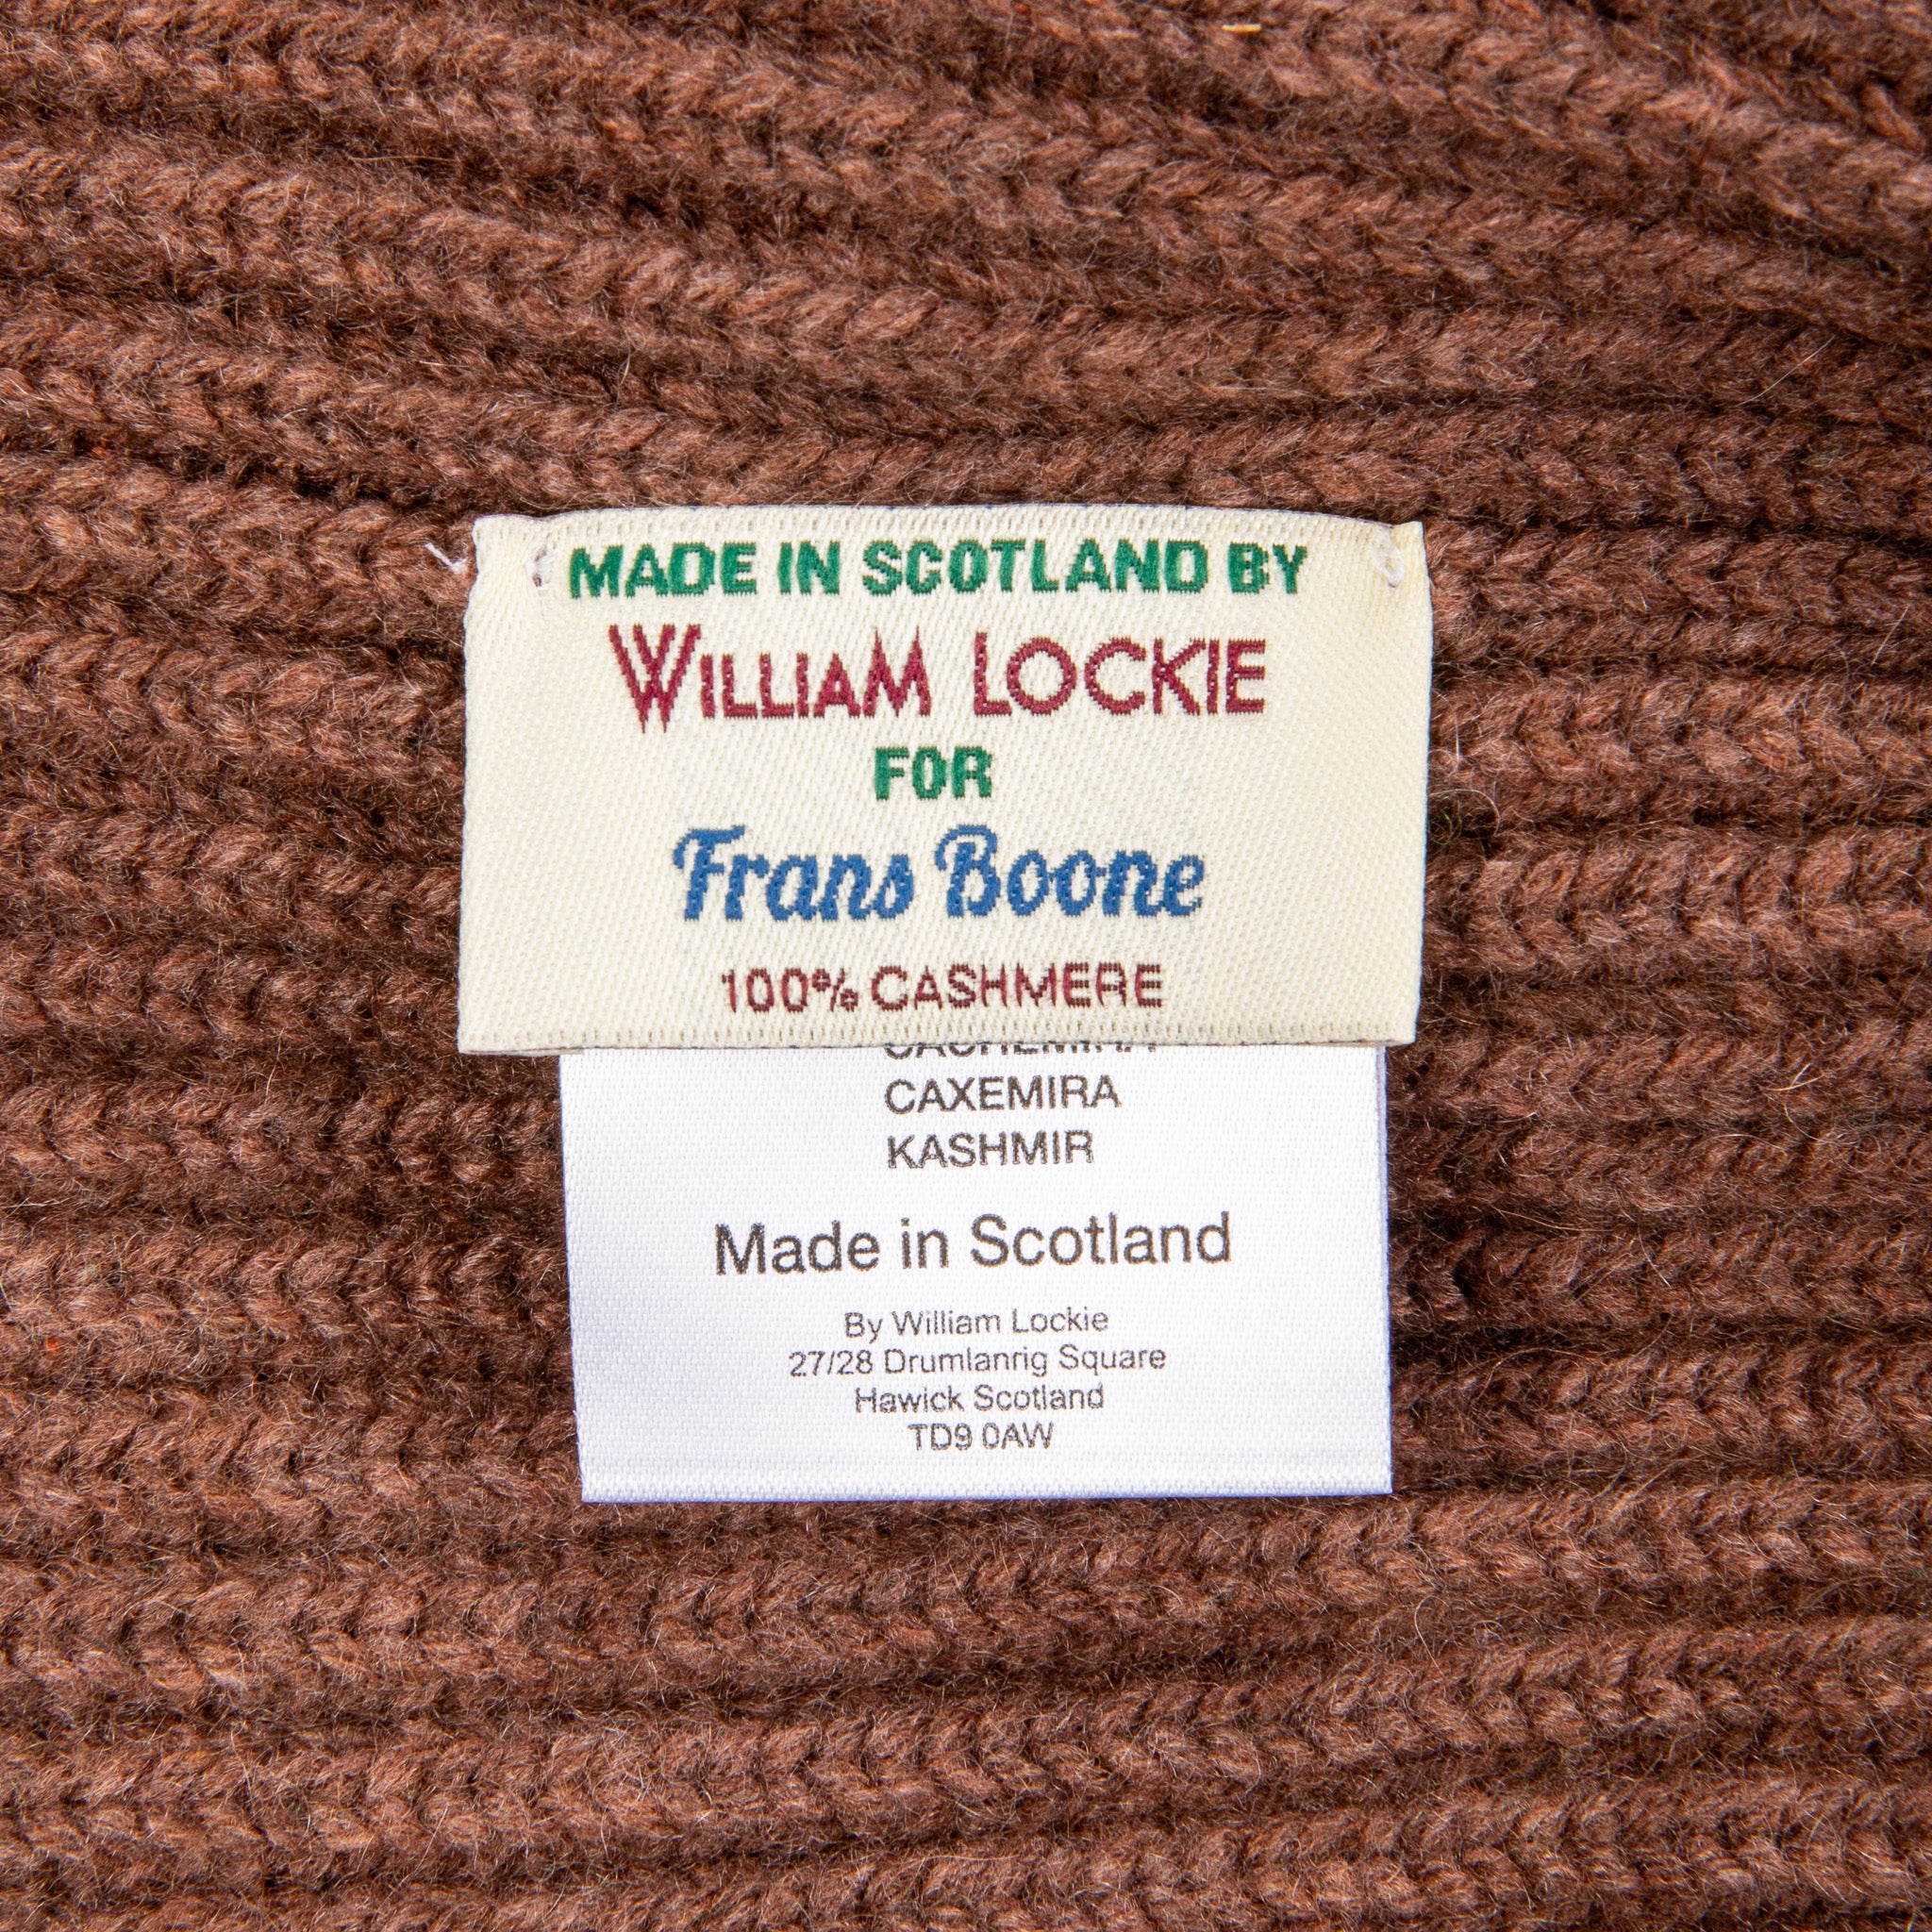 MADE IN SCOTLAND BY
WILLIAM LOCKIE
FOR
Frans Boone
100% CASHMERE
CAXEMIRA
KASHMIR
Made in Scotland
By William Lockie
27/28 Drumlanrig Square
Hawick Scotland
TD9 0AW